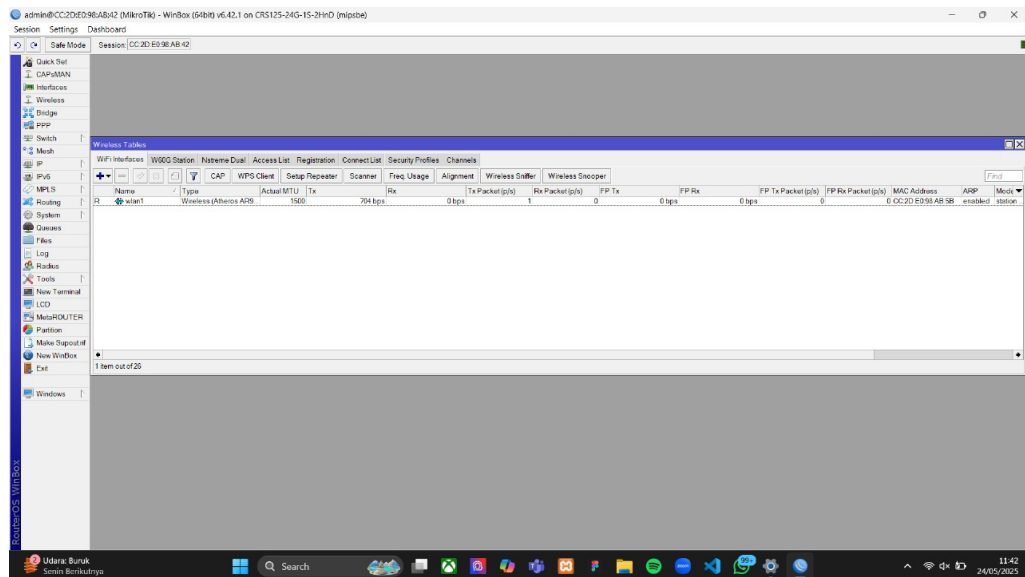 admin@CC:2D:E0:98:AB:42 (MikroTik) - WinBox (64bit) v6.42.1 on CRS125-24G-1S-2HnD (mipsbe)
Session Settings Dashboard
Safe Mode Session: CC:2D:E0:98:AB:42
Quick Set
CAPsMAN
Interfaces
Wireless
Bridge
PPP
Switch
Mesh
IP
IPv6
MPLS
Routing
System
Queues
Files
Log
Radius
Tools
New Terminal
LCD
MetaROUTER
Partition
Make Supout.rif
New WinBox
Exit
Windows
RouterOS WinBox
Wireless Tables
WiFi Interfaces W60G Station Nstreme Dual Access List Registration Connect List Security Profiles Channels
CAP WPS Client Setup Repeater Scanner Freq. Usage Alignment Wireless Sniffer Wireless Snooper Find
Name Type Actual MTU Tx Rx Tx Packet (p/s) Rx Packet (p/s) FP Tx FP Rx FP Tx Packet (p/s) FP Rx Packet (p/s) MAC Address ARP Mode
R wlan1 Wireless (Atheros AR9... 1500 704 bps 0 bps 1 0 0 bps 0 bps 0 0 CC:2D:E0:98:AB:5B enabled station
1 item out of 26
2 Udara: Buruk
Senin Berikutnya
Search
99+
11:42
24/05/2025